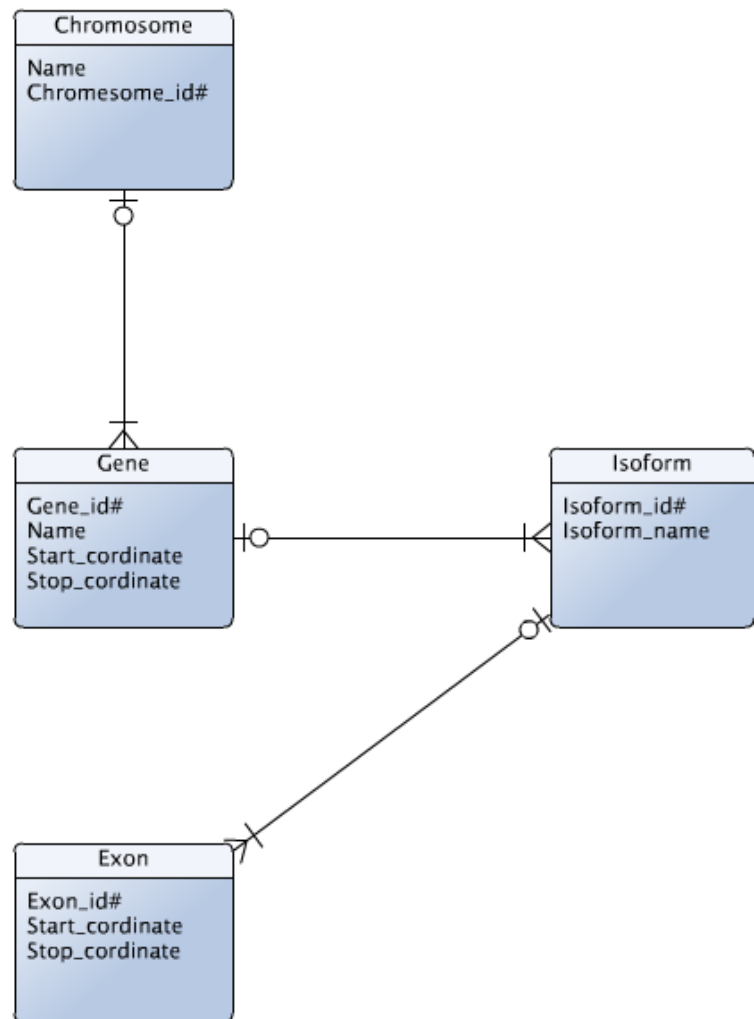 Chromosome
Name
Chromesome_id#
Gene
Gene_id#
Name
Start_cordinate
Stop_cordinate
Isoform
Isoform_id#
Isoform_name
Exon
Exon_id#
Start_cordinate
Stop_cordinate